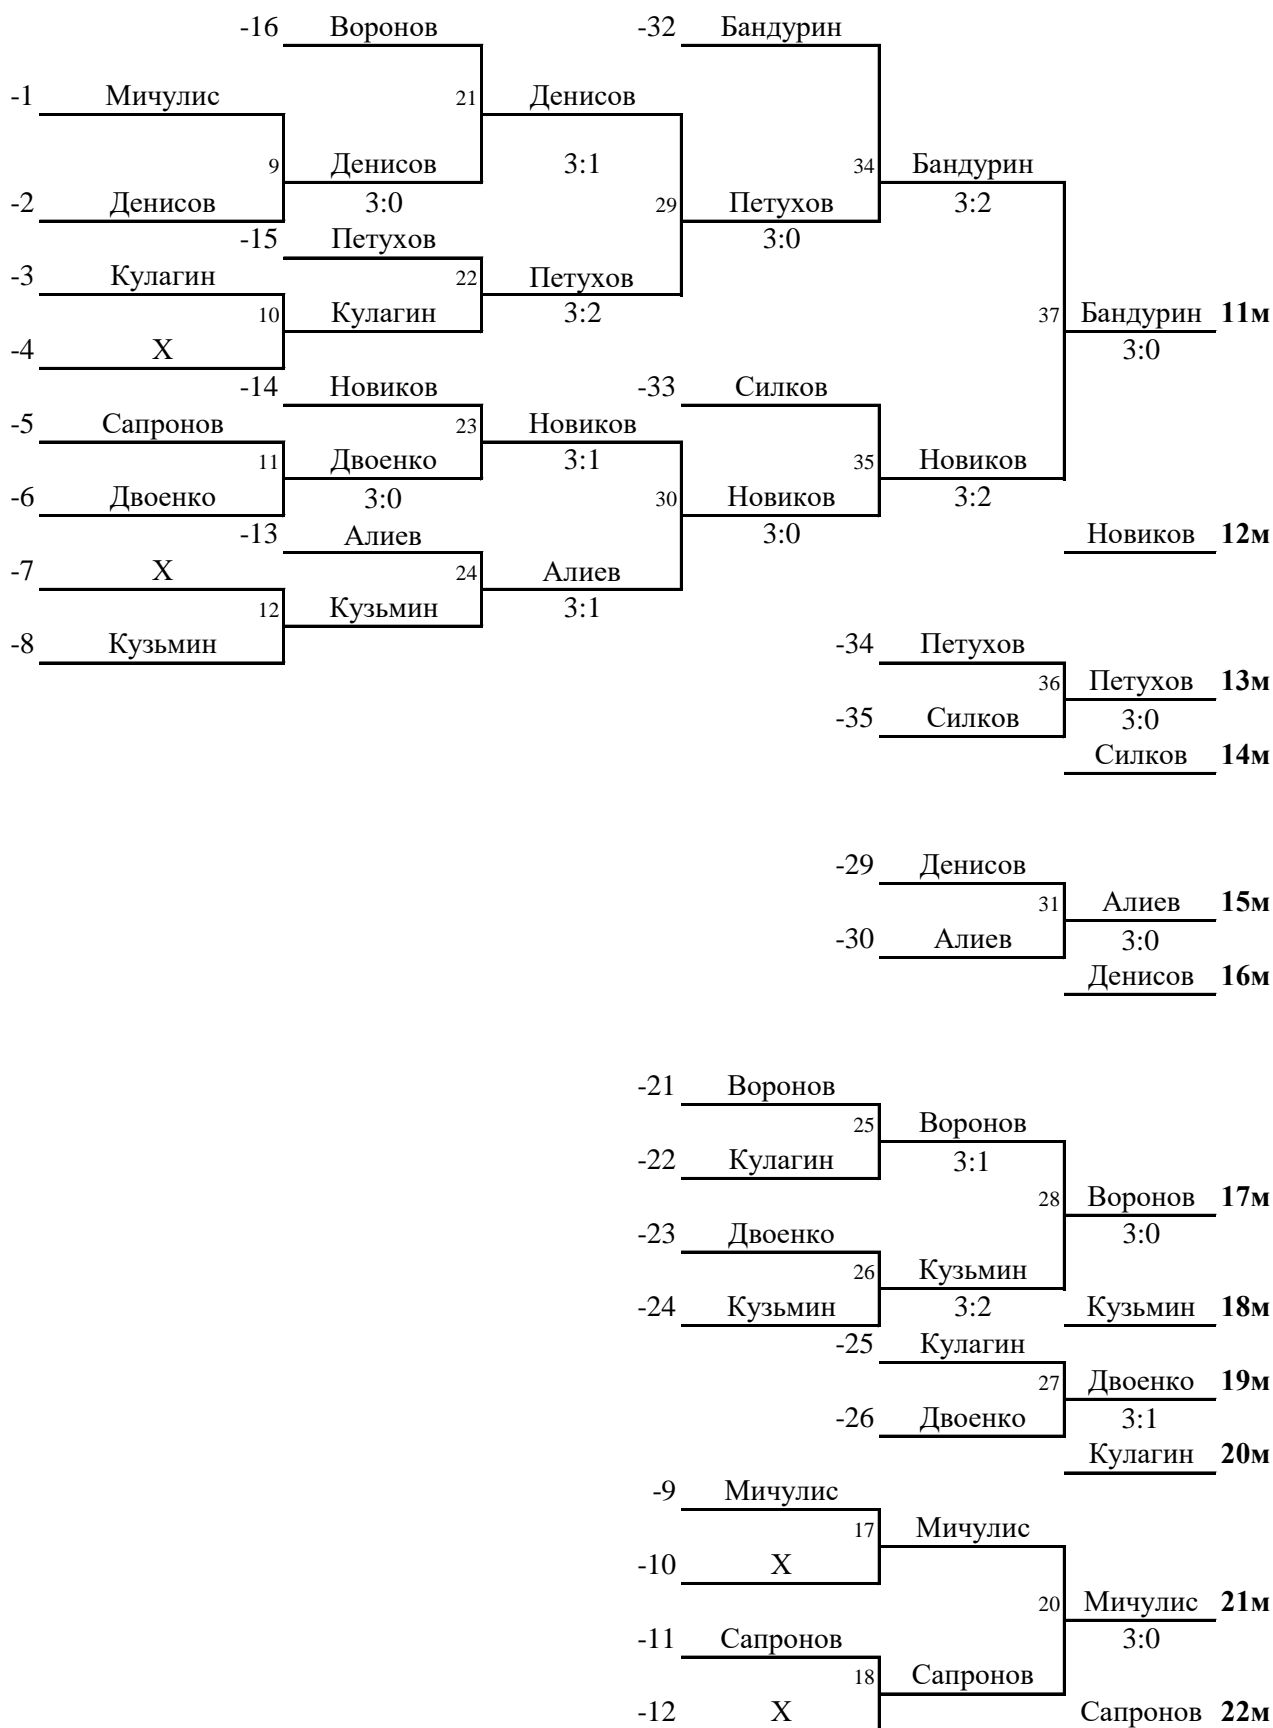 -16 Воронов -32 Бандурин
-1 Мичулис 21 Денисов
9 Денисов 3:1 34 Бандурин
-2 Денисов 3:0 29 Петухов 3:2
-15 Петухов 3:0
-3 Кулагин 22 Петухов
10 Кулагин 3:2 37 Бандурин 11м
-4 X 3:0
-14 Новиков -33 Силков
-5 Сапронов 23 Новиков
11 Двоенко 3:1 35 Новиков
-6 Двоенко 3:0 30 Новиков 3:2
-13 Алиев 3:0 Новиков 12м
-7 X 24 Алиев
12 Кузьмин 3:1
-8 Кузьмин -34 Петухов
36 Петухов 13м
-35 Силков 3:0
Силков 14м
-29 Денисов
31 Алиев 15м
-30 Алиев 3:0
Денисов 16м
-21 Воронов
25 Воронов
-22 Кулагин 3:1
28 Воронов 17м
-23 Двоенко 3:0
26 Кузьмин
-24 Кузьмин 3:2 Кузьмин 18м
-25 Кулагин
27 Двоенко 19м
-26 Двоенко 3:1
Кулагин 20м
-9 Мичулис
17 Мичулис
-10 X
20 Мичулис 21м
-11 Сапронов 3:0
18 Сапронов
-12 X Сапронов 22м